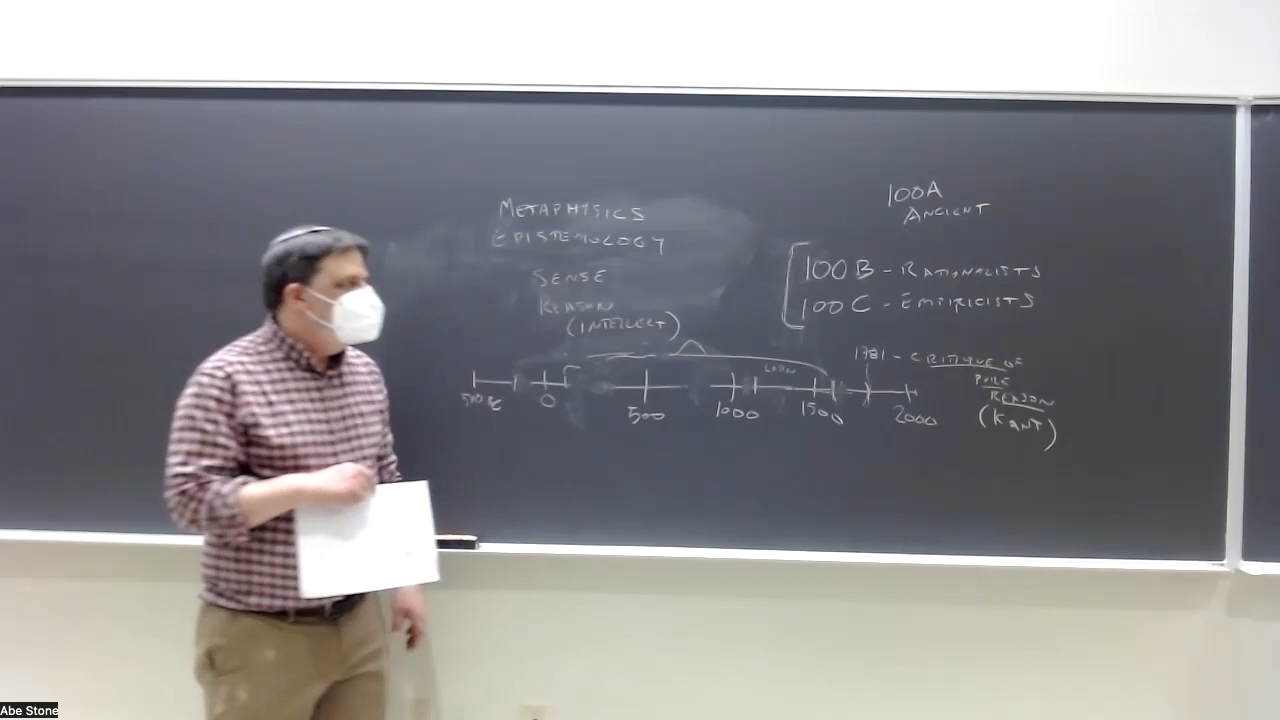 METAPHYSICS
EPISTEMOLOGY
SENSE
REASON
(INTELLECT)
100A
ANCIENT
100B - RATIONALISTS
100C - EMPIRICISTS
1781 - CRITIQUE OF
PURE
REASON
(KANT)
LATIN
0
500
1000
1500
2000
Abe Stone